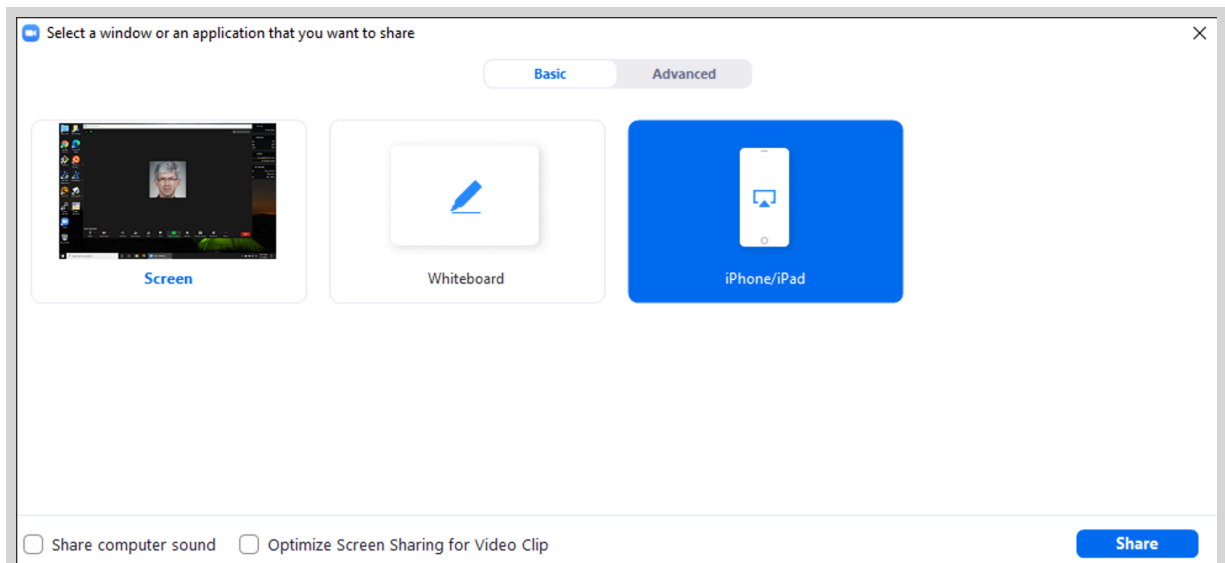 Select a window or an application that you want to share
Basic
Advanced
Screen
Whiteboard
iPhone/iPad
Share computer sound
Optimize Screen Sharing for Video Clip
Share